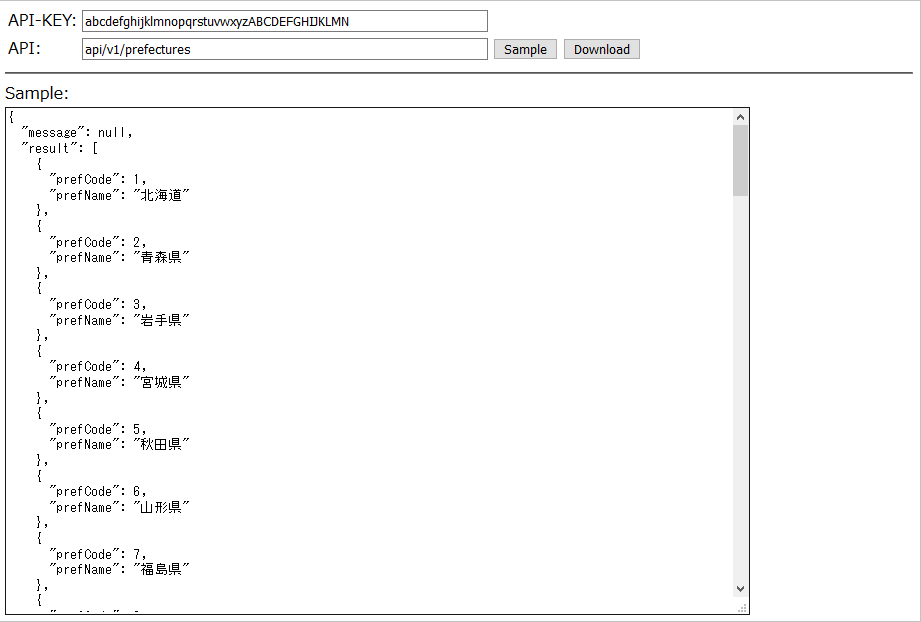 API-KEY: abcdefghijklmnopqrstuvwxyzABCDEFGHIJKLMN
API: api/v1/prefectures Sample Download
Sample:
{
  "message": null,
  "result": [
    {
      "prefCode": 1,
      "prefName": "北海道"
    },
    {
      "prefCode": 2,
      "prefName": "青森県"
    },
    {
      "prefCode": 3,
      "prefName": "岩手県"
    },
    {
      "prefCode": 4,
      "prefName": "宮城県"
    },
    {
      "prefCode": 5,
      "prefName": "秋田県"
    },
    {
      "prefCode": 6,
      "prefName": "山形県"
    },
    {
      "prefCode": 7,
      "prefName": "福島県"
    },
    {